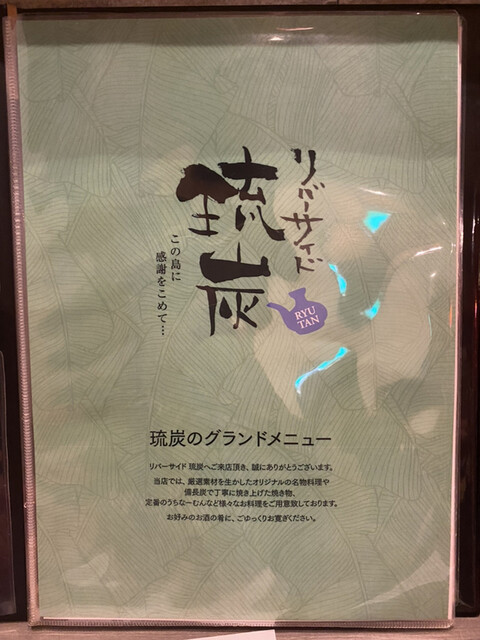 リバーサイド
琉炭
RYU
TAN
この島に
感謝をこめて…
琉炭のグランドメニュー
リバーサイド 琉炭へご来店頂き、誠にありがとうございます。
当店では、厳選素材を生かしたオリジナルの名物料理や
備長炭で丁寧に焼き上げた焼き物、
定番のうちなーむんなど様々なお料理をご用意致しております。
お好みのお酒の肴に、ごゆっくりお寛ぎください。